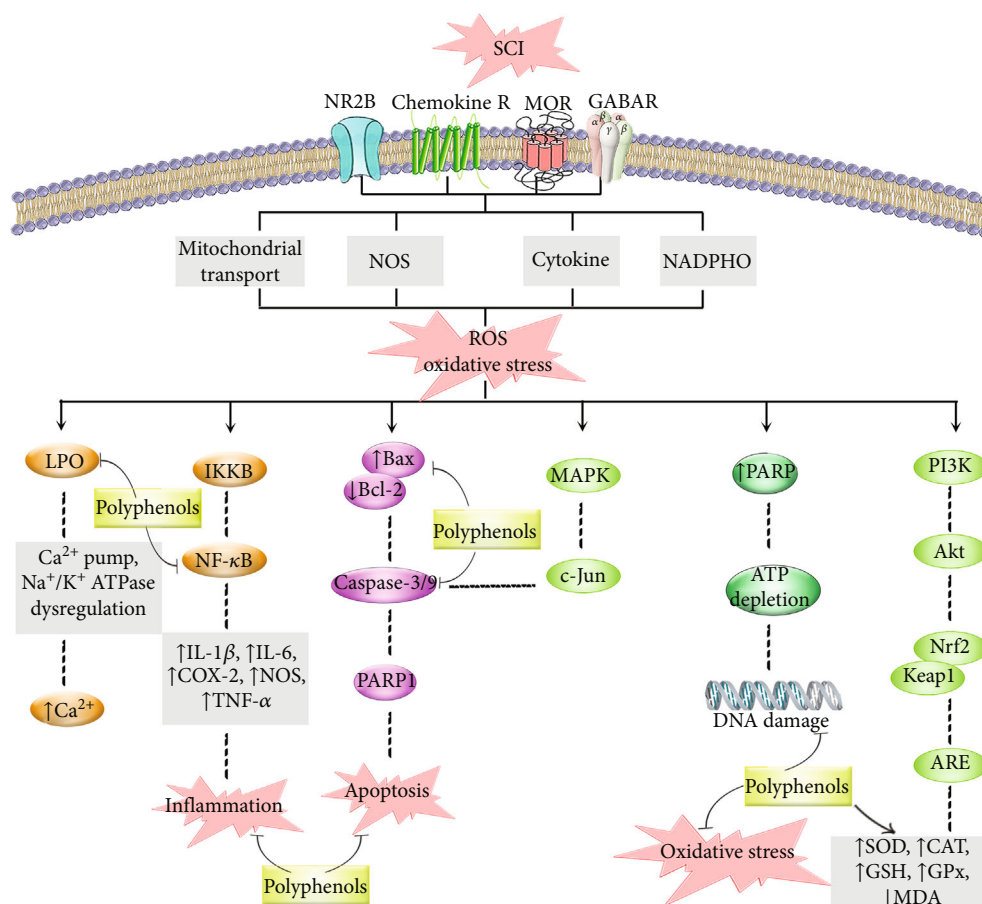 SCI
NR2B
Chemokine R
MOR
GABAR
α
β
α
γ
β
Mitochondrial
transport
NOS
Cytokine
NADPHO
ROS
oxidative stress
LPO
Polyphenols
Ca²⁺ pump,
Na⁺/K⁺ ATPase
dysregulation
↑Ca²⁺
IKKB
NF-κB
↑IL-1β, ↑IL-6,
↑COX-2, ↑NOS,
↑TNF-α
Inflammation
↑Bax
↓Bcl-2
Polyphenols
Caspase-3/9
PARP1
Apoptosis
Polyphenols
MAPK
c-Jun
↑PARP
ATP
depletion
DNA damage
Polyphenols
Oxidative stress
PI3K
Akt
Nrf2
Keap1
ARE
↑SOD, ↑CAT,
↑GSH, ↑GPx,
↓MDA